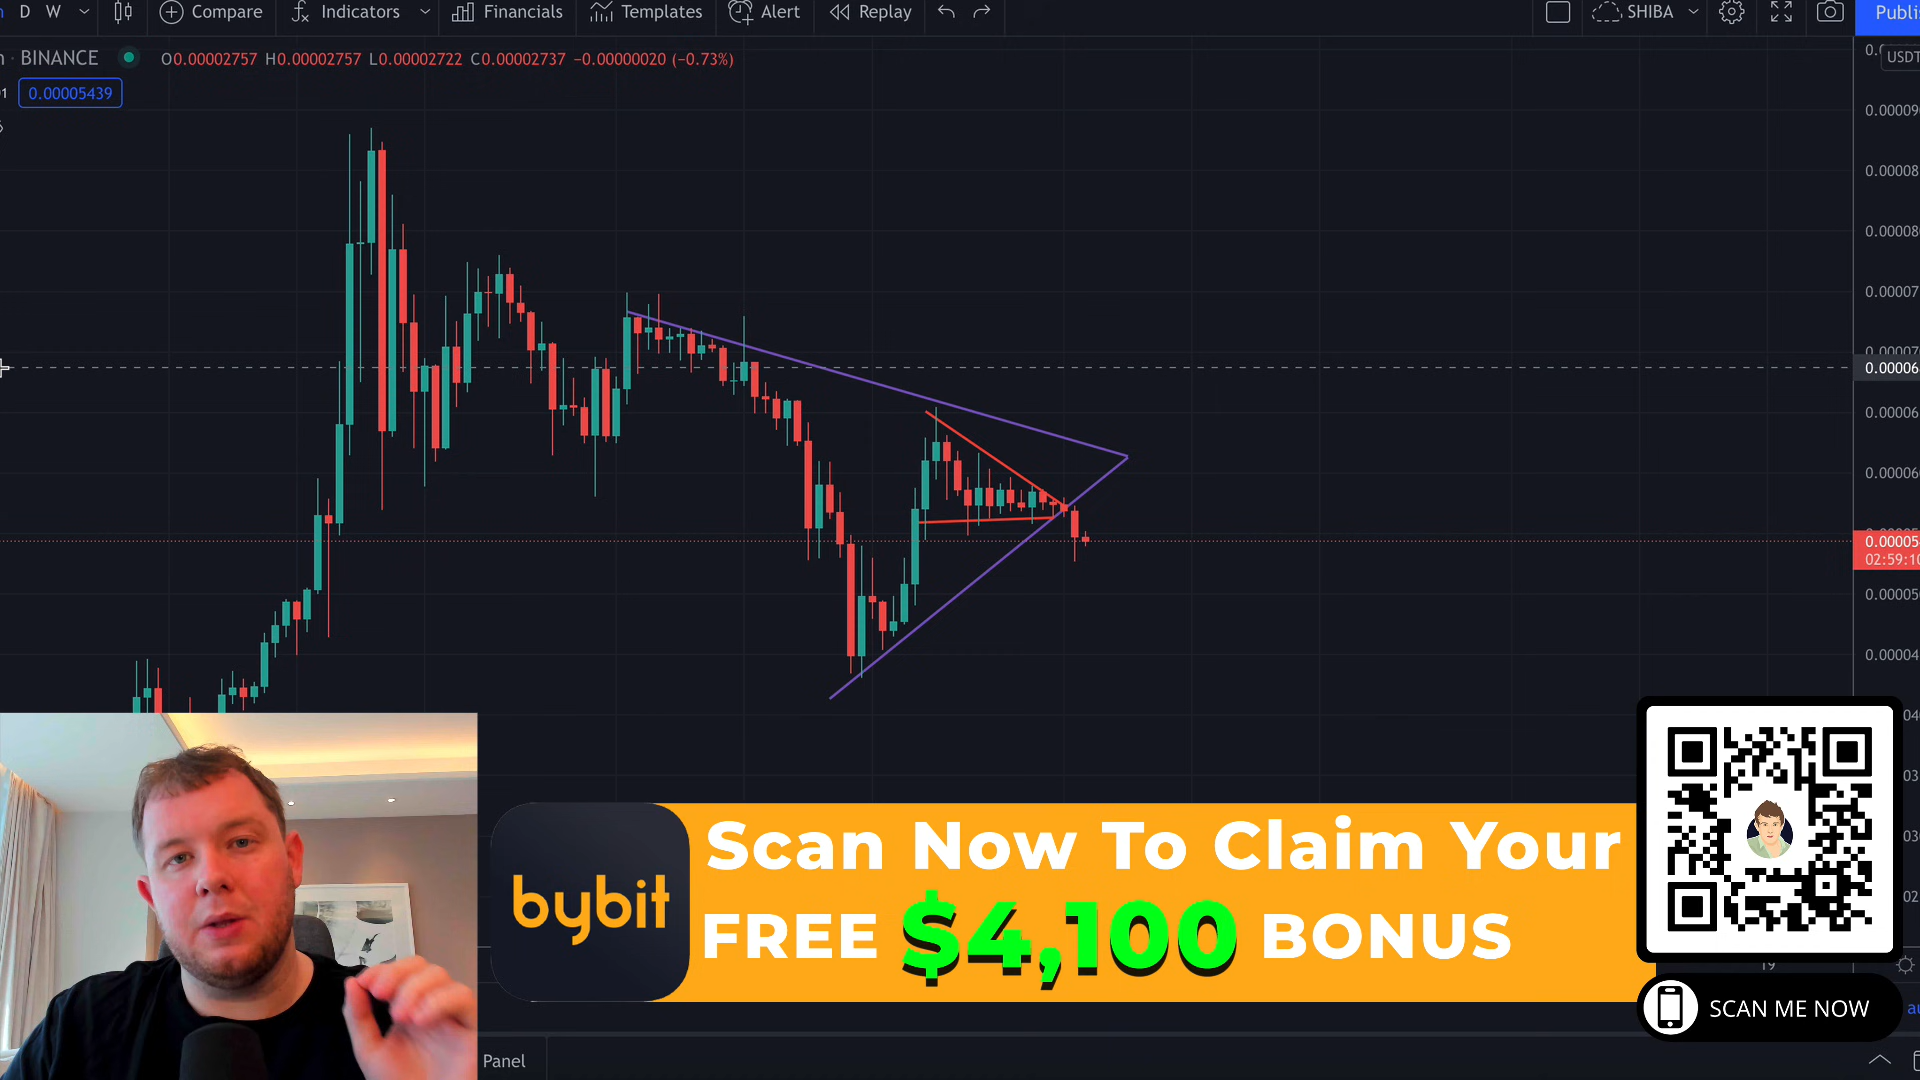 D W Compare Indicators Financials Templates Alert Replay SHIBA Publi
BINANCE O0.00002757 H0.00002757 L0.00002722 C0.00002737 −0.00000020 (−0.73%)
USDT
0.00005439
0.00009
0.00008
0.00008
0.00007
0.00006
0.00006
0.00006
0.00005
02:59:10
0.00005
0.00004
Scan Now To Claim Your
bybit
FREE $4,100 BONUS
19
SCAN ME NOW
Panel